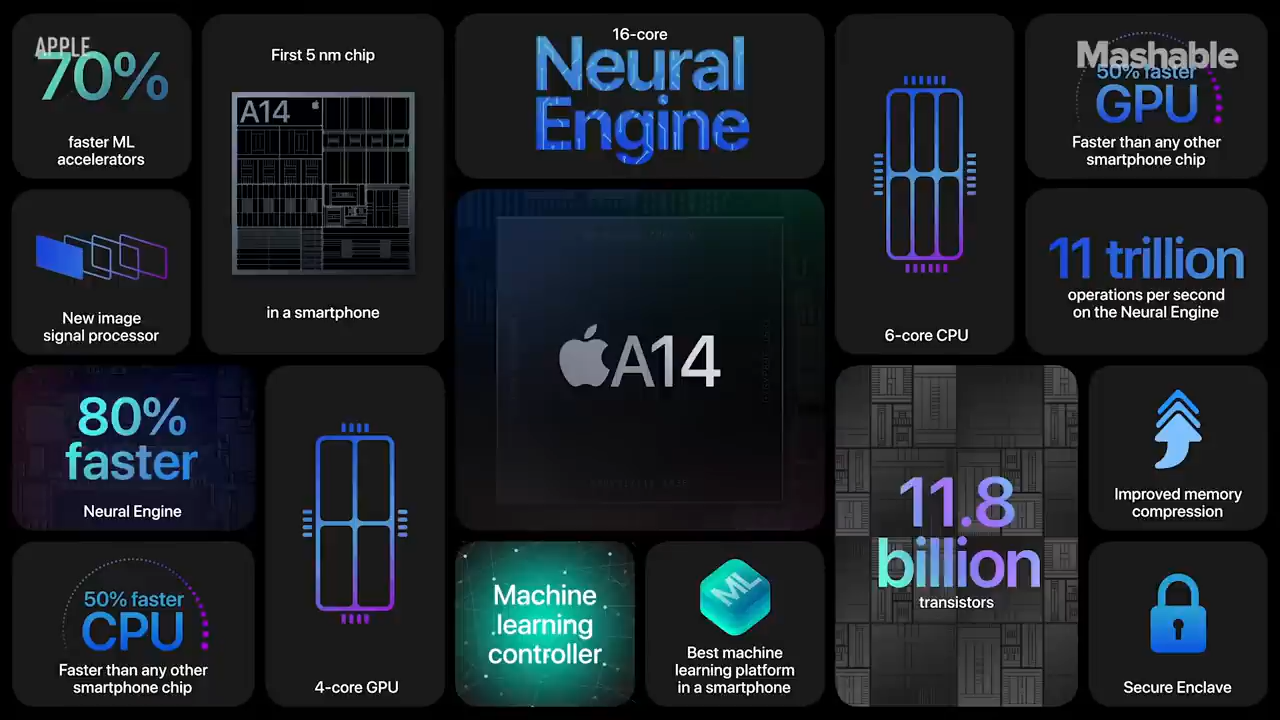 APPLE
Mashable
70%
faster ML
accelerators
First 5 nm chip
A14
in a smartphone
16-core
Neural
Engine
6-core CPU
50% faster
GPU
Faster than any other
smartphone chip
New image
signal processor
A14
11 trillion
operations per second
on the Neural Engine
80%
faster
Neural Engine
4-core GPU
11.8
billion
transistors
Improved memory
compression
50% faster
CPU
Faster than any other
smartphone chip
Machine
learning
controller
ML
Best machine
learning platform
in a smartphone
Secure Enclave